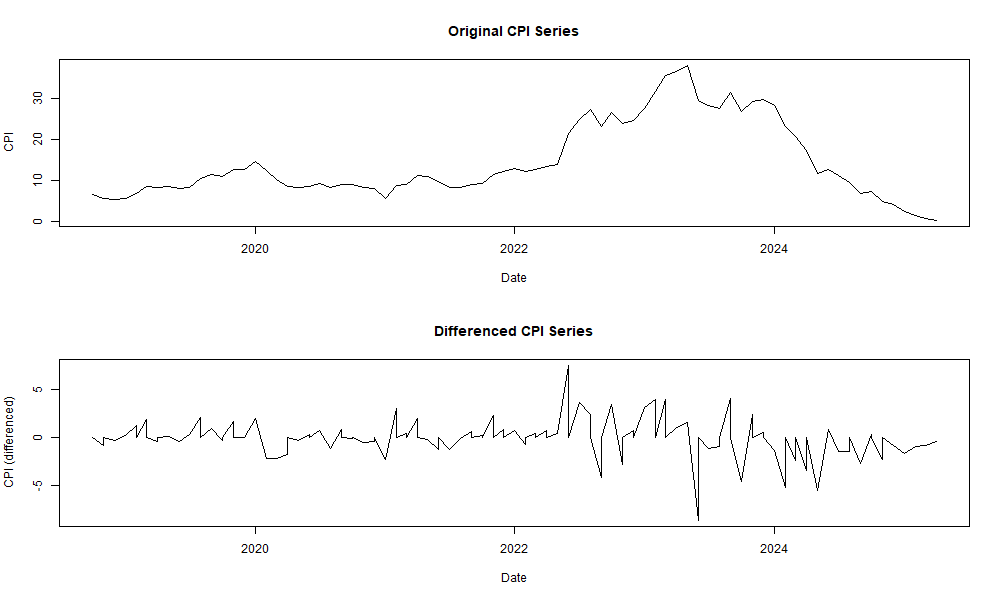 Original CPI Series
CPI
30
20
10
0
2020 2022 2024
Date
Differenced CPI Series
CPI (differenced)
5
0
-5
2020 2022 2024
Date